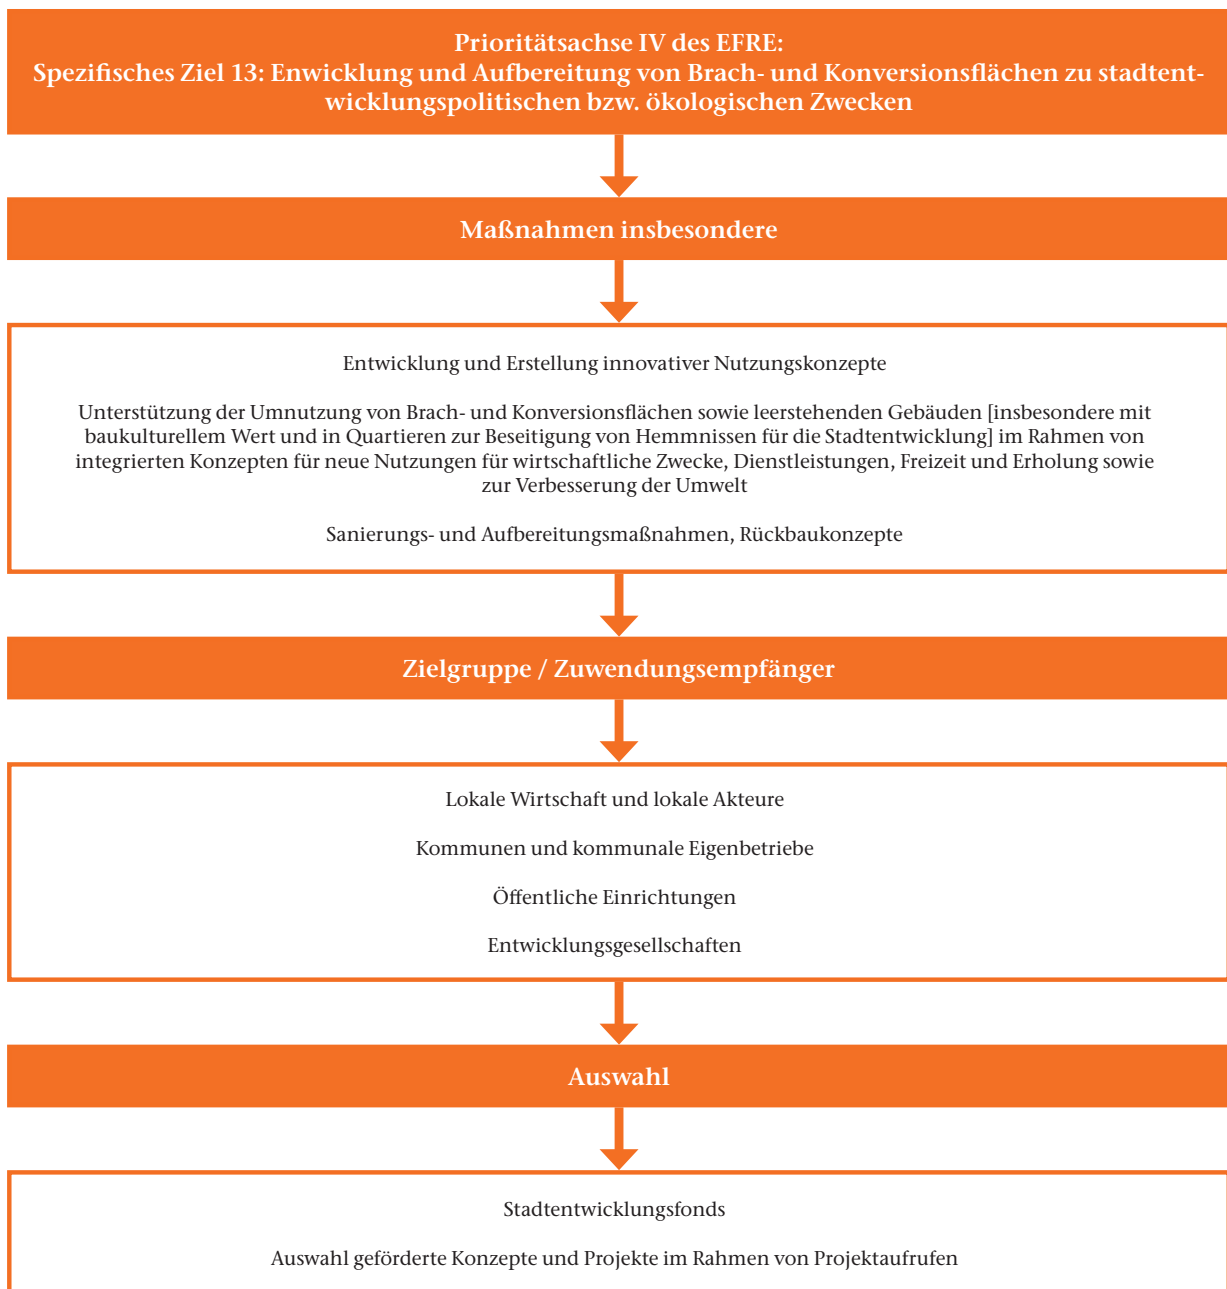 Prioritätsachse IV des EFRE:
Spezifisches Ziel 13: Enwicklung und Aufbereitung von Brach- und Konversionsflächen zu stadtent-
wicklungspolitischen bzw. ökologischen Zwecken
Maßnahmen insbesondere
Entwicklung und Erstellung innovativer Nutzungskonzepte
Unterstützung der Umnutzung von Brach- und Konversionsflächen sowie leerstehenden Gebäuden [insbesondere mit
baukulturellem Wert und in Quartieren zur Beseitigung von Hemmnissen für die Stadtentwicklung] im Rahmen von
integrierten Konzepten für neue Nutzungen für wirtschaftliche Zwecke, Dienstleistungen, Freizeit und Erholung sowie
zur Verbesserung der Umwelt
Sanierungs- und Aufbereitungsmaßnahmen, Rückbaukonzepte
Zielgruppe / Zuwendungsempfänger
Lokale Wirtschaft und lokale Akteure
Kommunen und kommunale Eigenbetriebe
Öffentliche Einrichtungen
Entwicklungsgesellschaften
Auswahl
Stadtentwicklungsfonds
Auswahl geförderte Konzepte und Projekte im Rahmen von Projektaufrufen